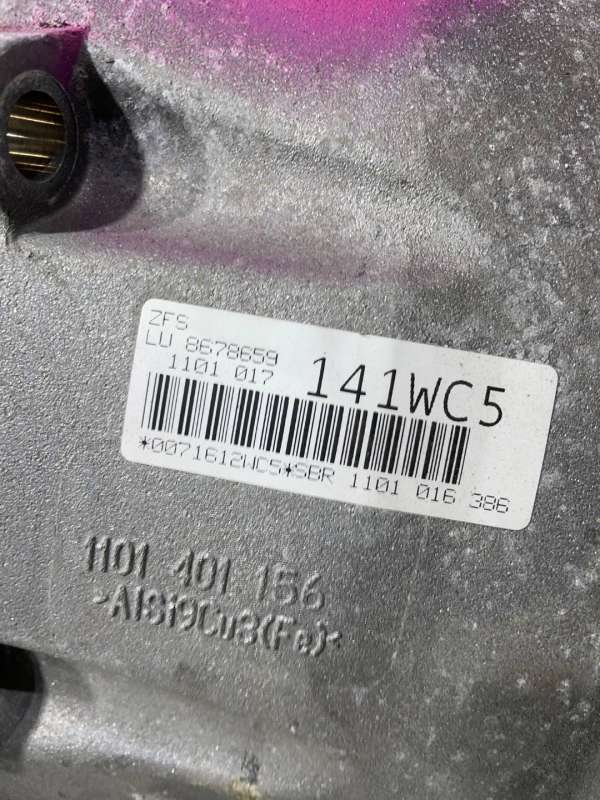 ZFS
LU 8678659
1101 017
141WC5
*0071612WC5*SBR 1101 016 386
1101 401 156
>AlSi9Cu3(Fe)<